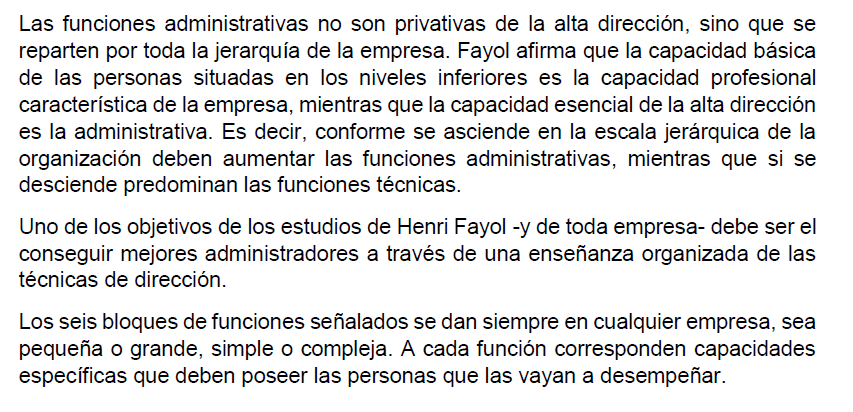 Las funciones administrativas no son privativas de la alta dirección, sino que se
reparten por toda la jerarquía de la empresa. Fayol afirma que la capacidad básica
de las personas situadas en los niveles inferiores es la capacidad profesional
característica de la empresa, mientras que la capacidad esencial de la alta dirección
es la administrativa. Es decir, conforme se asciende en la escala jerárquica de la
organización deben aumentar las funciones administrativas, mientras que si se
desciende predominan las funciones técnicas.
Uno de los objetivos de los estudios de Henri Fayol -y de toda empresa- debe ser el
conseguir mejores administradores a través de una enseñanza organizada de las
técnicas de dirección.
Los seis bloques de funciones señalados se dan siempre en cualquier empresa, sea
pequeña o grande, simple o compleja. A cada función corresponden capacidades
específicas que deben poseer las personas que las vayan a desempeñar.